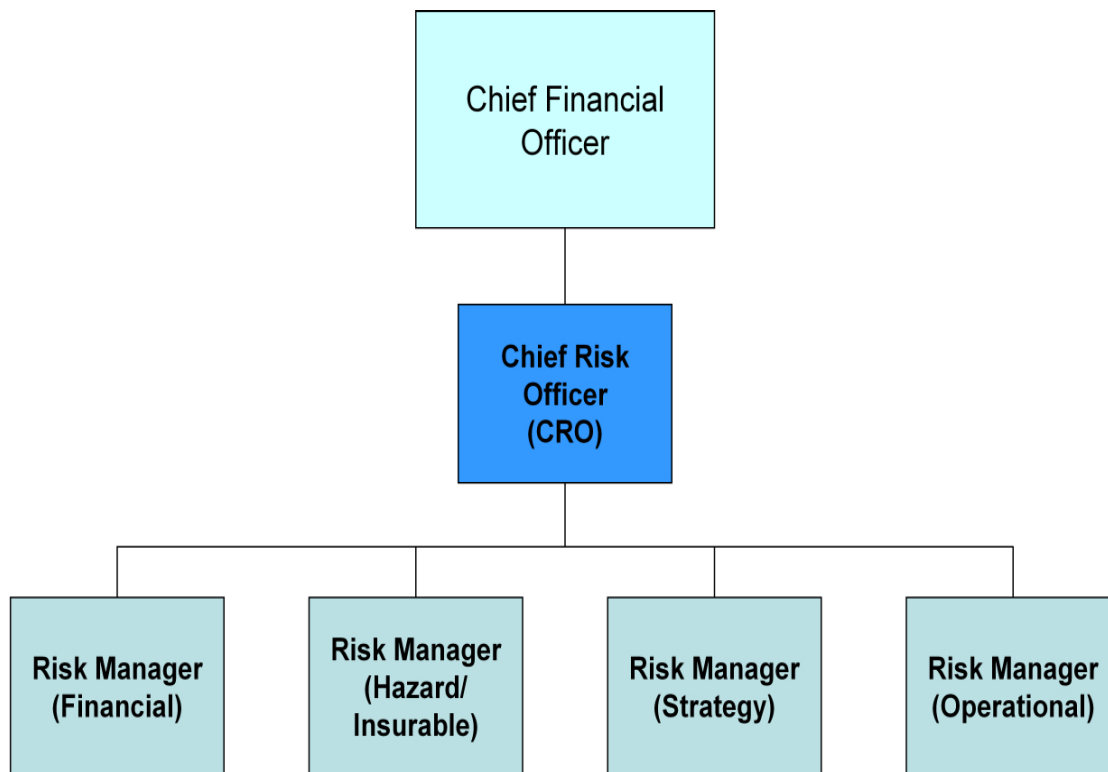 Chief Financial
Officer
Chief Risk
Officer
(CRO)
Risk Manager
(Financial)
Risk Manager
(Hazard/
Insurable)
Risk Manager
(Strategy)
Risk Manager
(Operational)